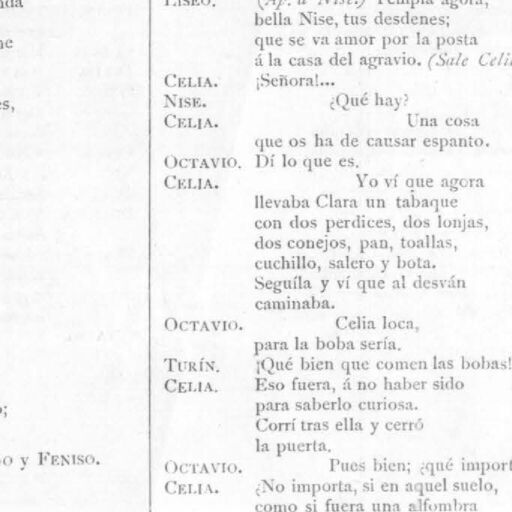 es,
o y FENISO.
LISEO. (Ap. á Nise.) Templa agora,
bella Nise, tus desdenes;
que se va amor por la posta
á la casa del agravio. (Sale Celi
CELIA. ¡Señora!...
NISE. ¿Qué hay?
CELIA. Una cosa
que os ha de causar espanto.
OCTAVIO. Dí lo que es.
CELIA. Yo ví que agora
llevaba Clara un tabaque
con dos perdices, dos lonjas,
dos conejos, pan, toallas,
cuchillo, salero y bota.
Seguíla y ví que al desván
caminaba.
OCTAVIO. Celia loca,
para la boba sería.
TURÍN. ¡Qué bien que comen las bobas!
CELIA. Eso fuera, á no haber sido
para saberlo curiosa.
Corrí tras ella y cerró
la puerta.
OCTAVIO. Pues bien; ¿qué import
CELIA. ¿No importa, si en aquel suelo,
como si fuera una alfombra